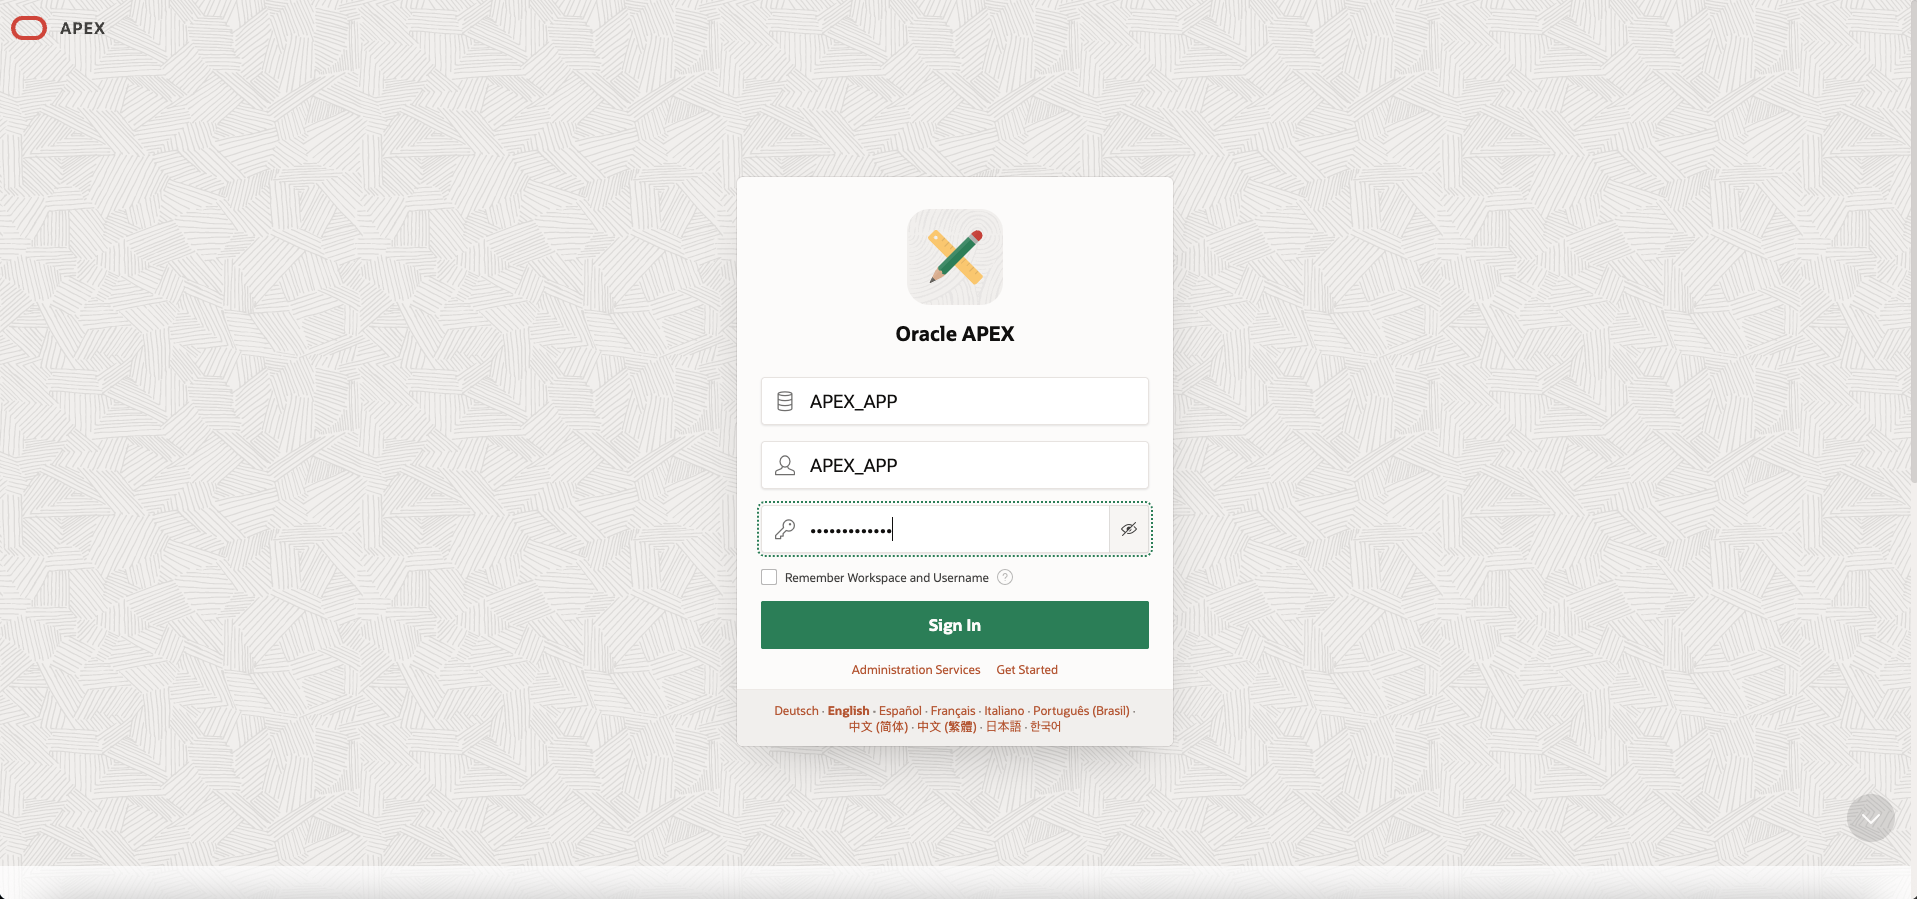 APEX
Oracle APEX
APEX_APP
APEX_APP
•••••••••••••
Remember Workspace and Username ?
Sign In
Administration Services Get Started
Deutsch · English · Español · Français · Italiano · Português (Brasil) ·
中文 (简体) · 中文 (繁體) · 日本語 · 한국어